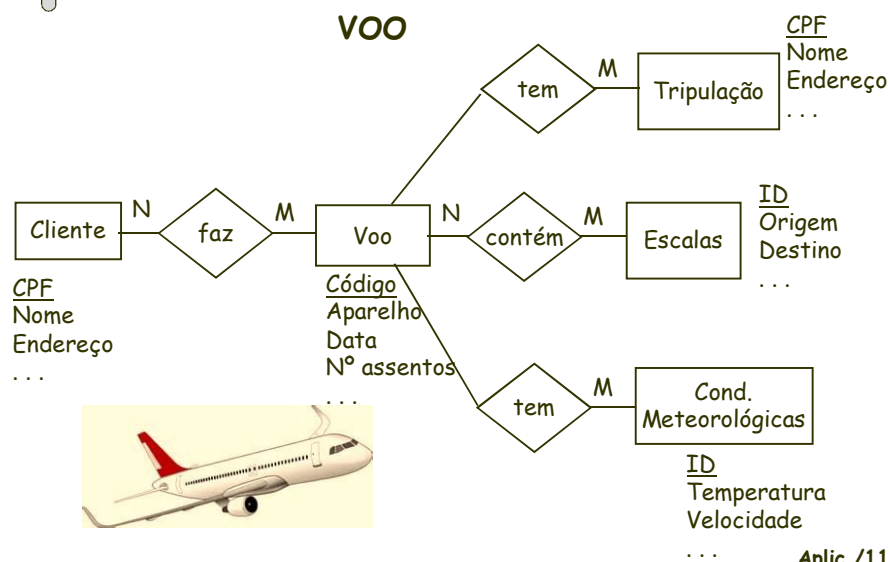 VOO
CPF
Nome
Endereço
. . .
tem
M
Tripulação
Cliente
N
faz
M
Voo
N
contém
M
Escalas
ID
Origem
Destino
. . .
CPF
Nome
Endereço
. . .
Código
Aparelho
Data
Nº assentos
. . .
tem
M
Cond.
Meteorológicas
ID
Temperatura
Velocidade
. . .
Aplic./11